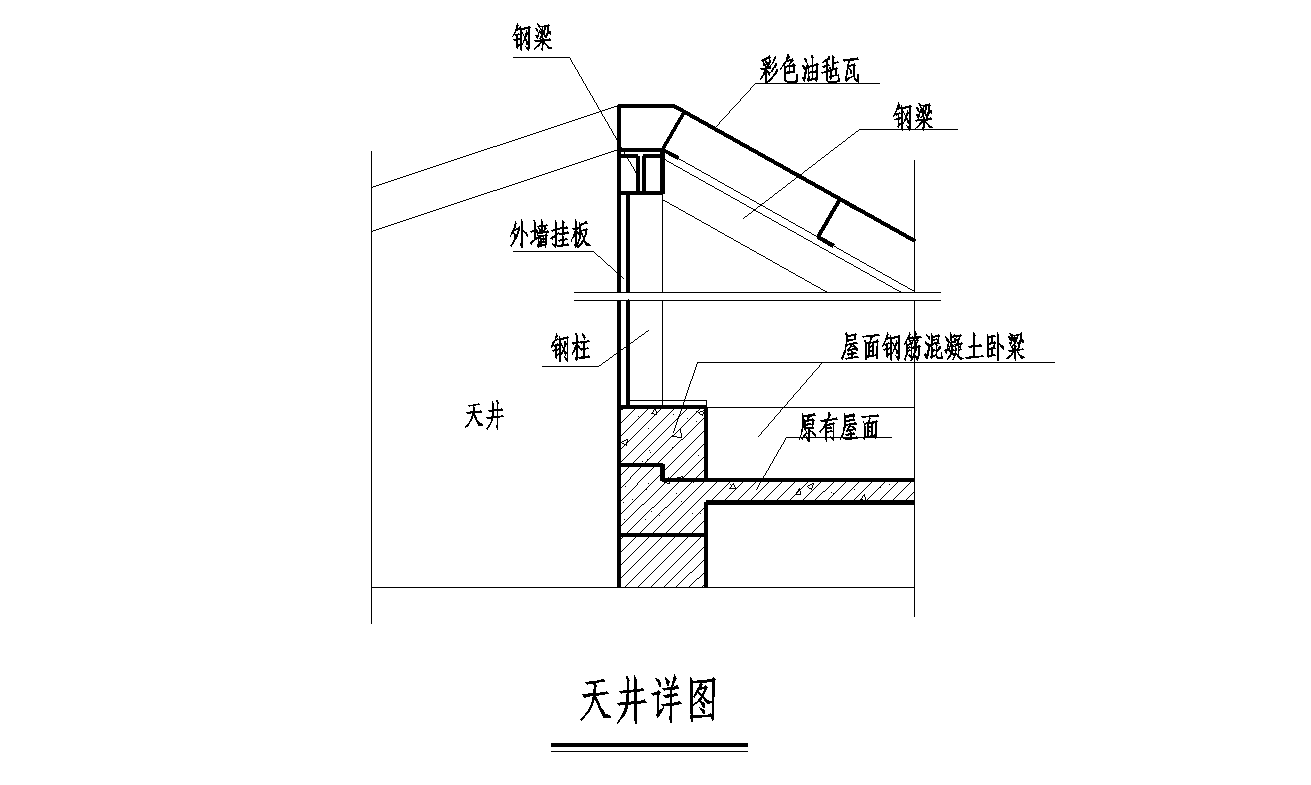 钢梁
彩色油毡瓦
钢梁
外墙挂板
钢柱
屋面钢筋混凝土卧梁
天井
原有屋面
天井详图